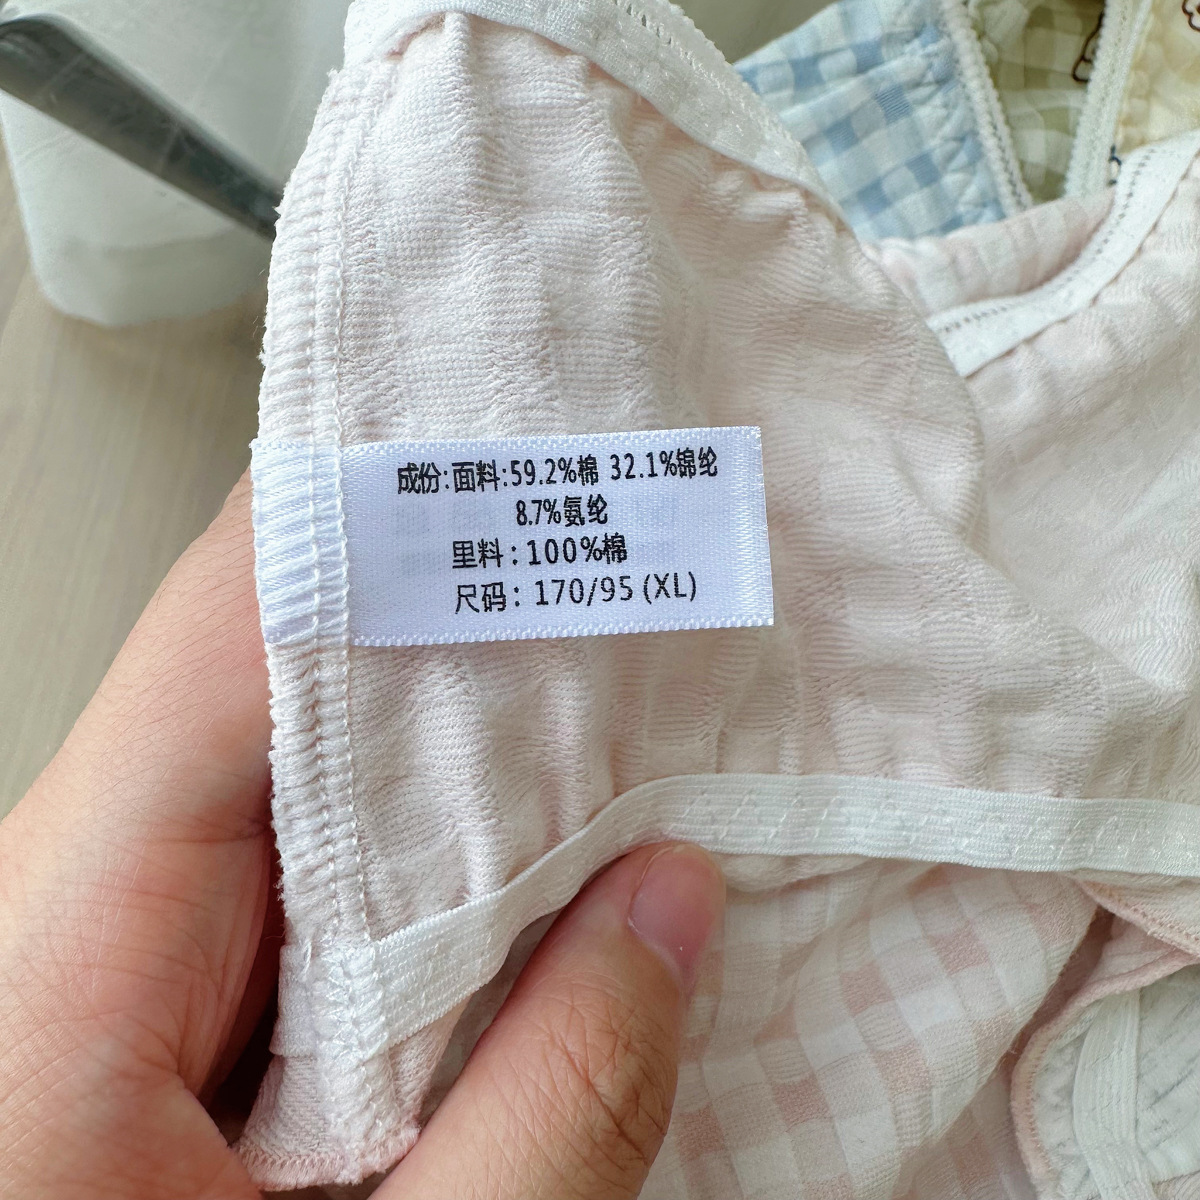 成份:面料:59.2%棉 32.1%锦纶
8.7%氨纶
里料:100%棉
尺码:170/95(XL)